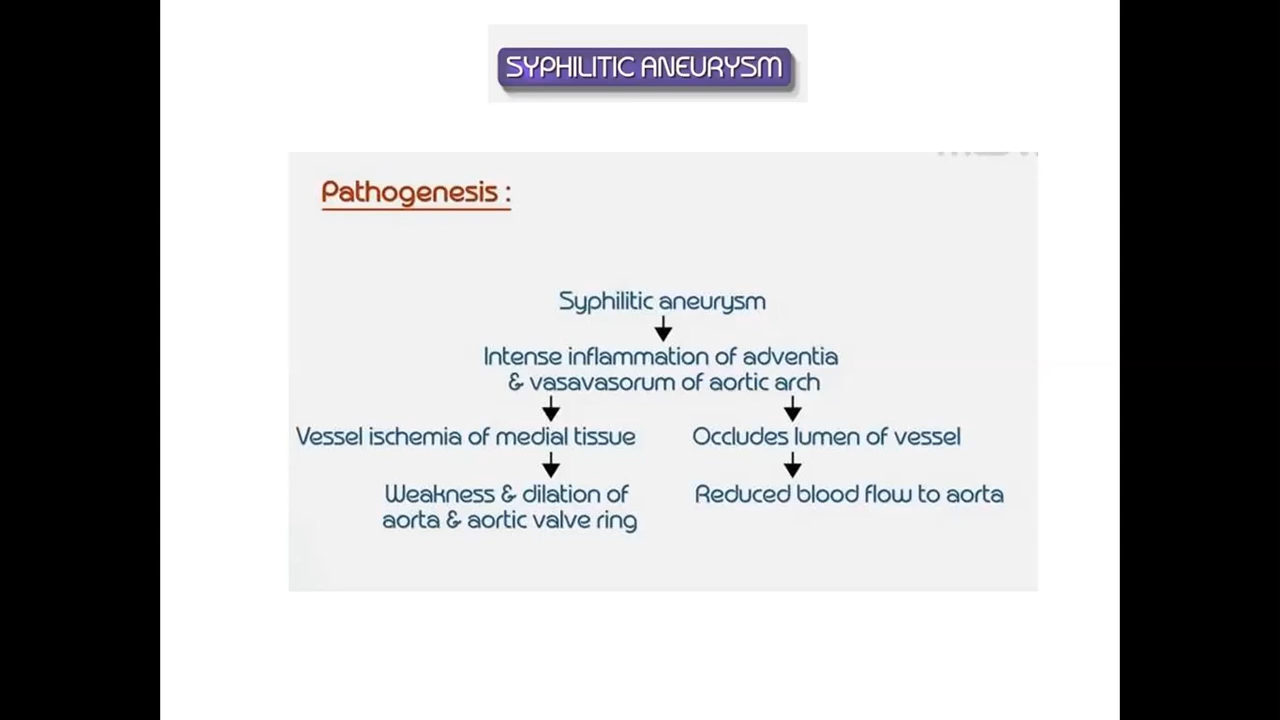 SYPHILITIC ANEURYSM
Pathogenesis :
Syphilitic aneurysm
Intense inflammation of adventia
& vasavasorum of aortic arch
Vessel ischemia of medial tissue
Occludes lumen of vessel
Weakness & dilation of
aorta & aortic valve ring
Reduced blood flow to aorta